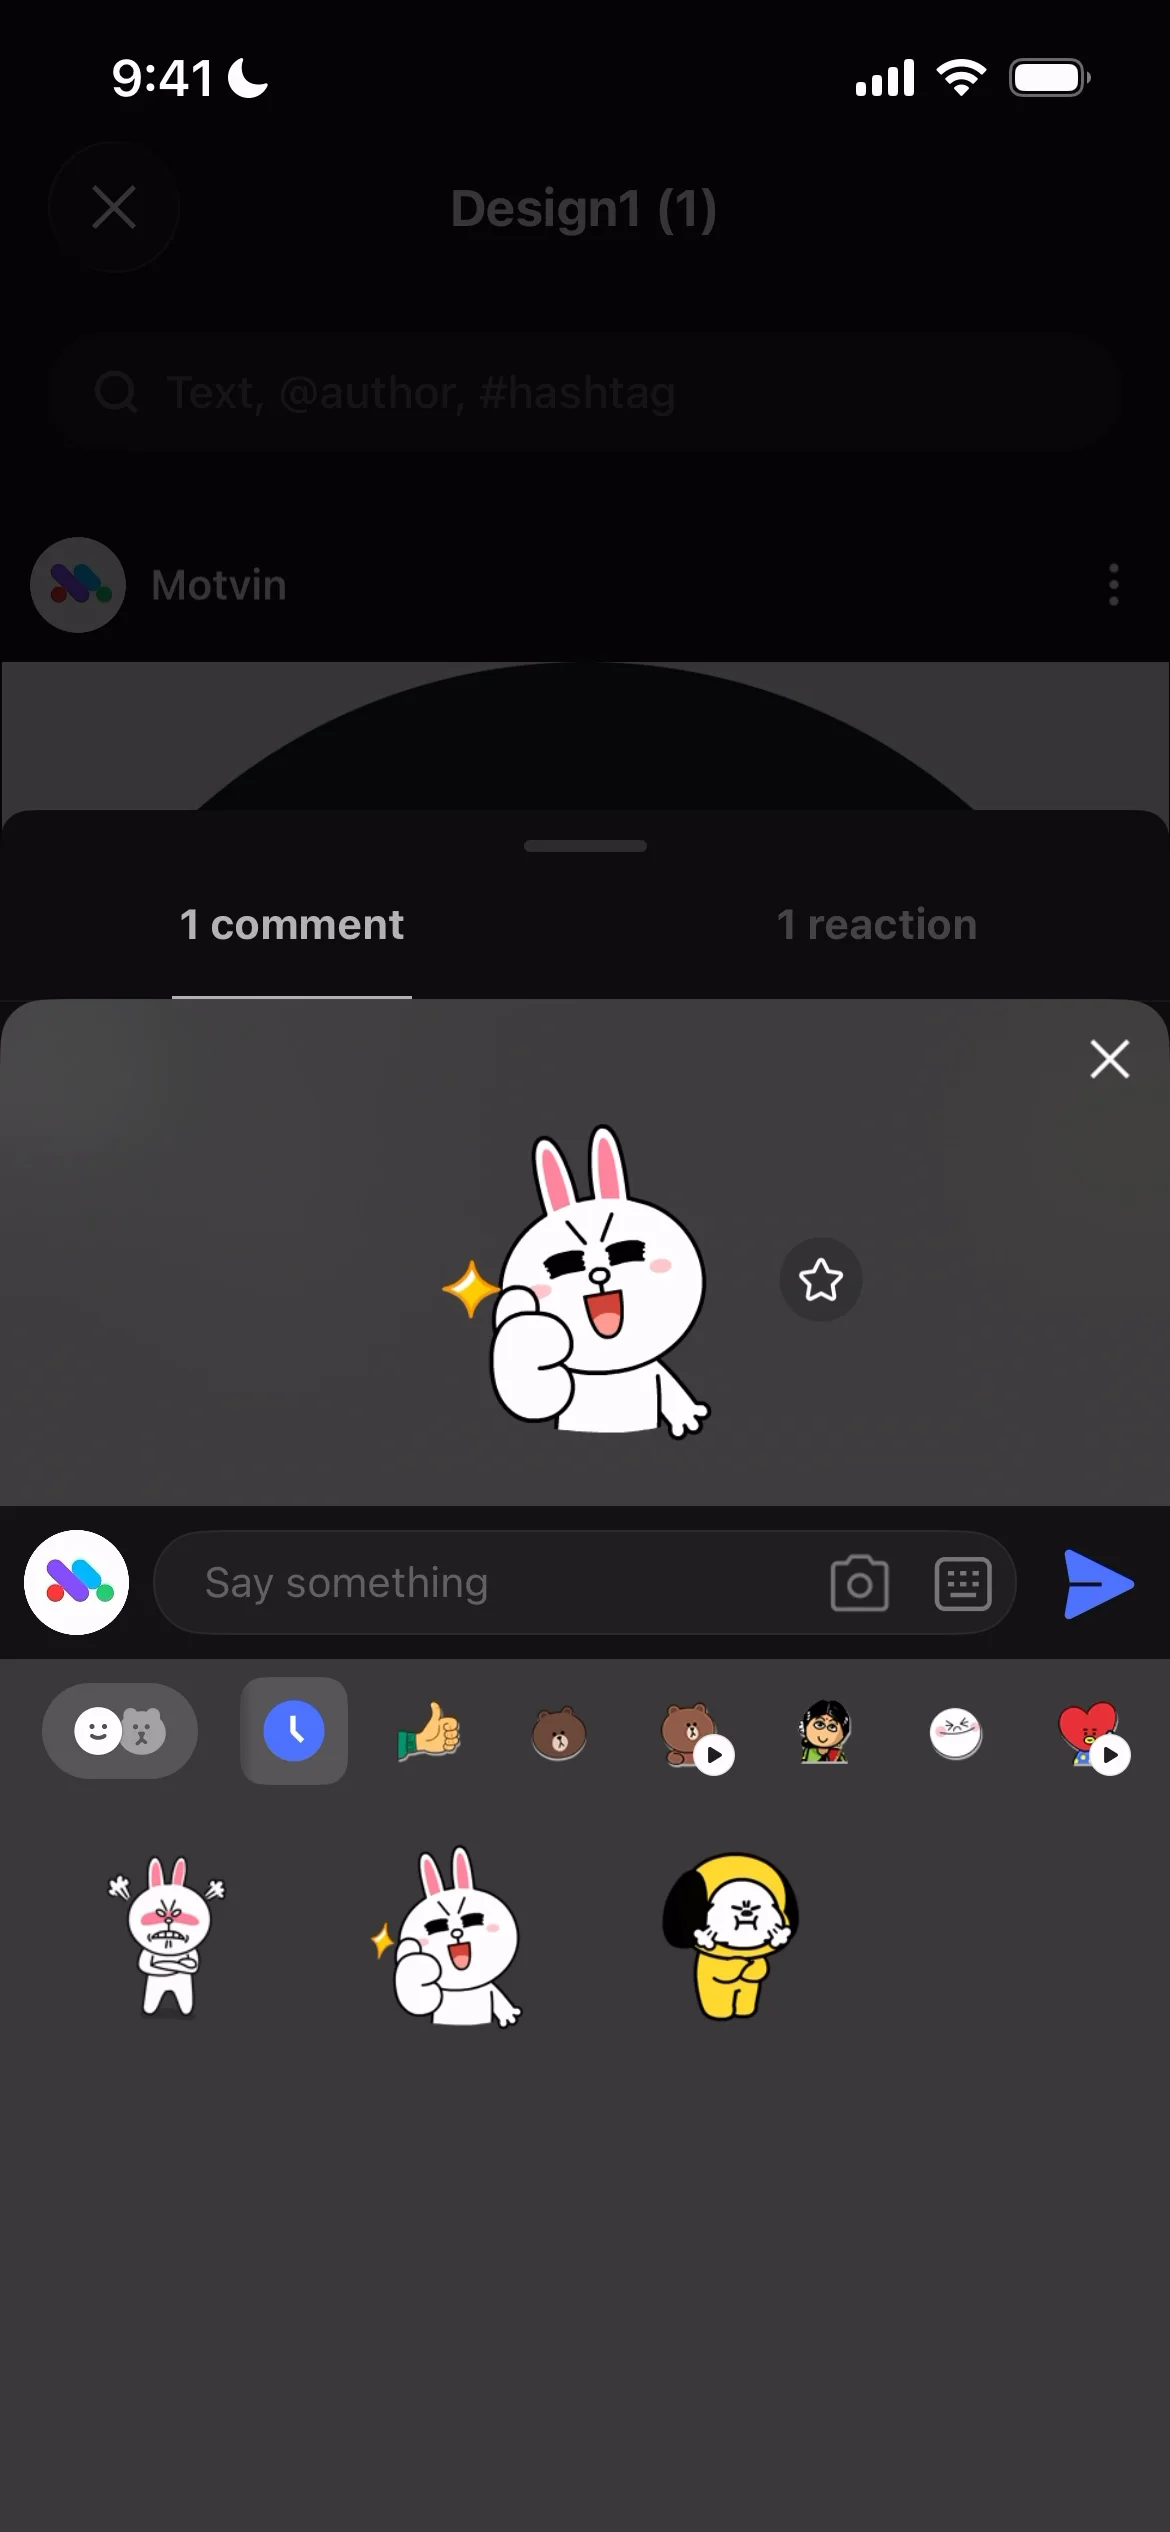 9:41
Design1 (1)
Text, @author, #hashtag
Motvin
1 comment
1 reaction
Say something